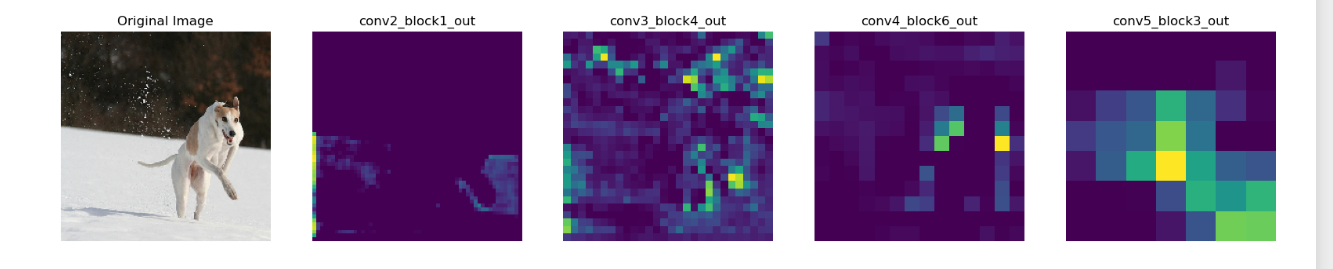 Original Image
conv2_block1_out
conv3_block4_out
conv4_block6_out
conv5_block3_out